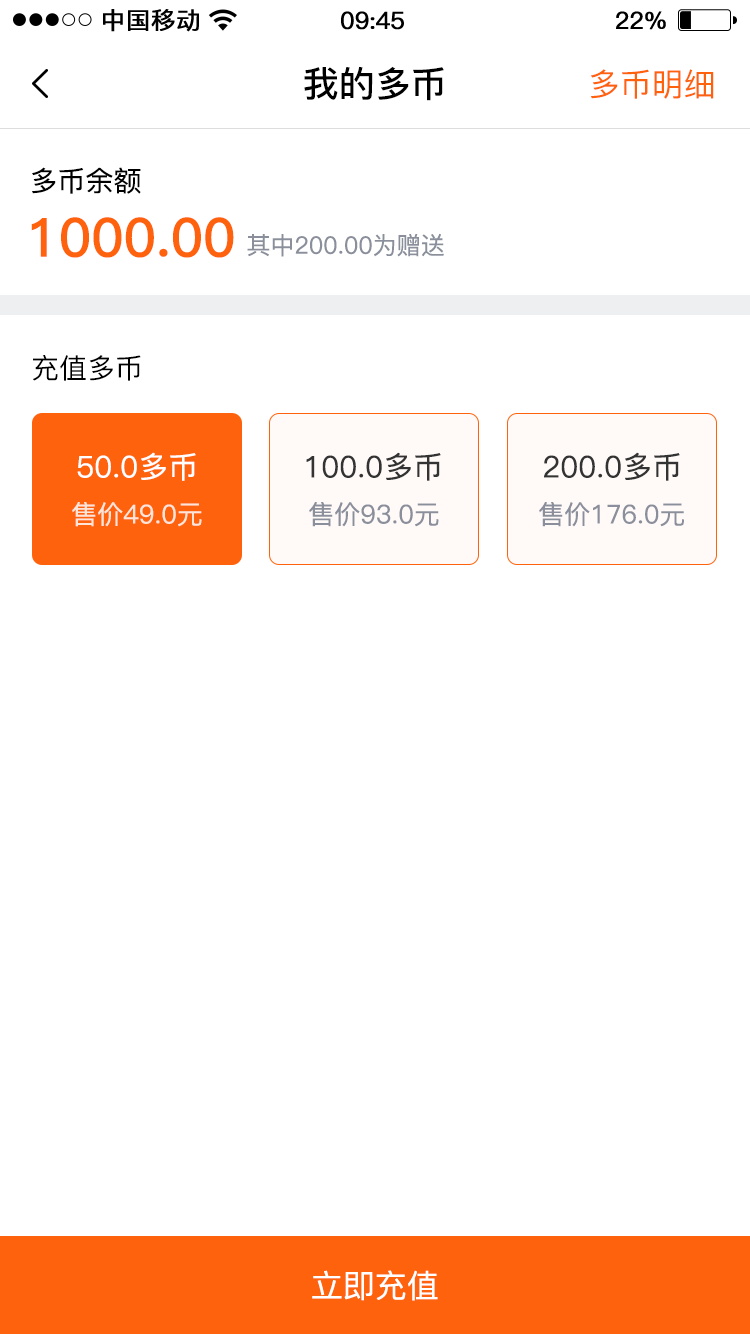 中国移动 09:45 22%
我的多币 多币明细
多币余额
1000.00 其中200.00为赠送
充值多币
50.0多币 100.0多币 200.0多币
售价49.0元 售价93.0元 售价176.0元
立即充值